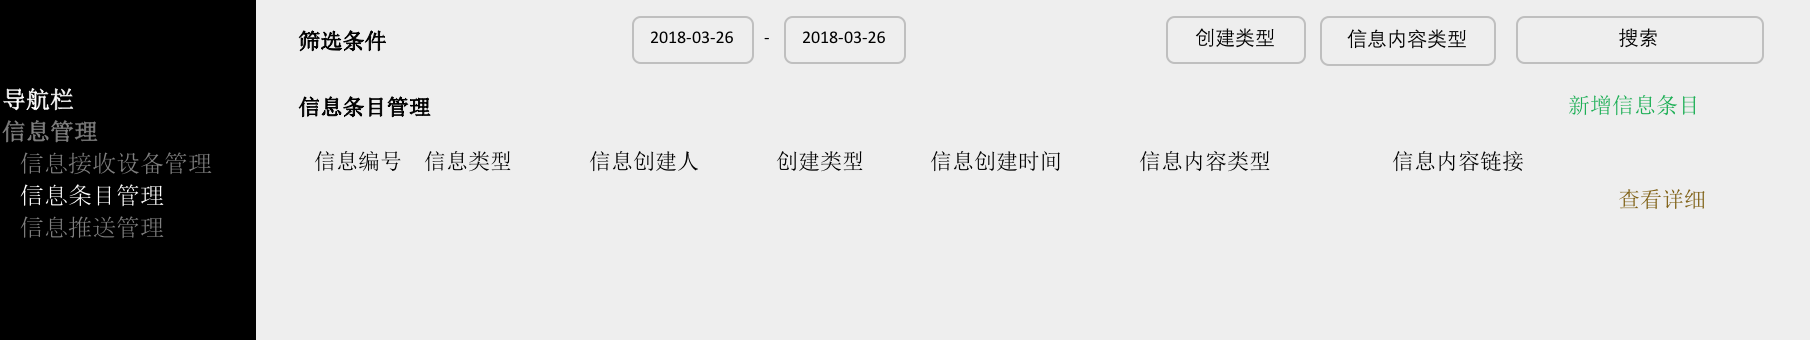 导航栏
信息管理
信息接收设备管理
信息条目管理
信息推送管理
筛选条件 2018-03-26 - 2018-03-26 创建类型 信息内容类型 搜索
信息条目管理 新增信息条目
信息编号 信息类型 信息创建人 创建类型 信息创建时间 信息内容类型 信息内容链接
查看详细